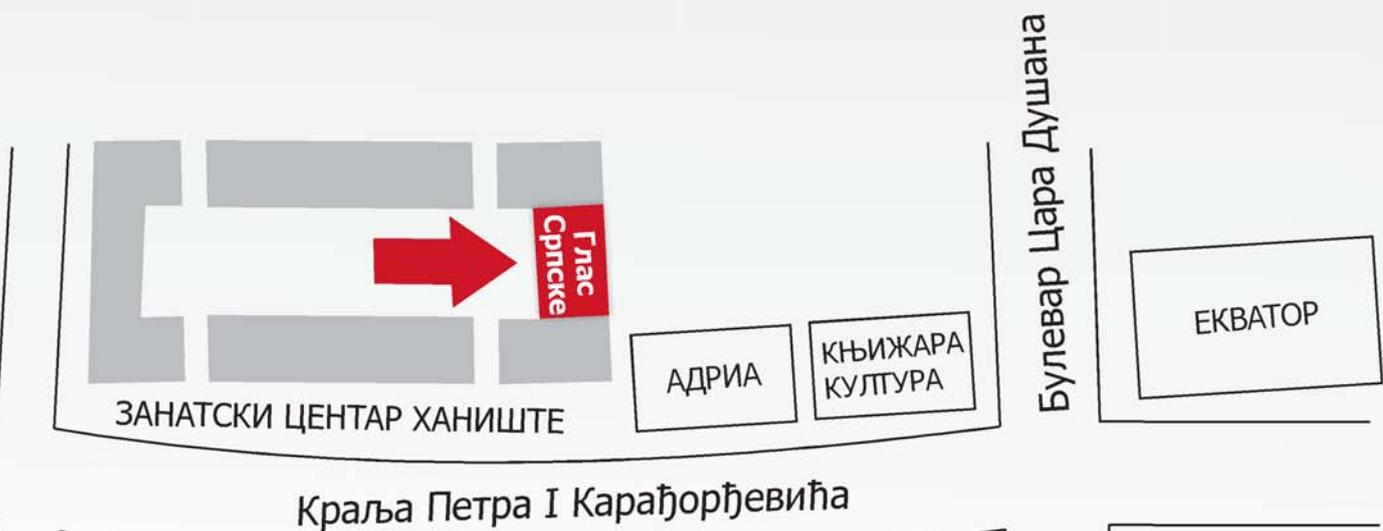 Булевар Цара Душана
Глас
Српске
ЕКВАТОР
КЊИЖАРА
КУЛТУРА
АДРИА
ЗАНАТСКИ ЦЕНТАР ХАНИШТЕ
Краља Петра I Карађорђевића